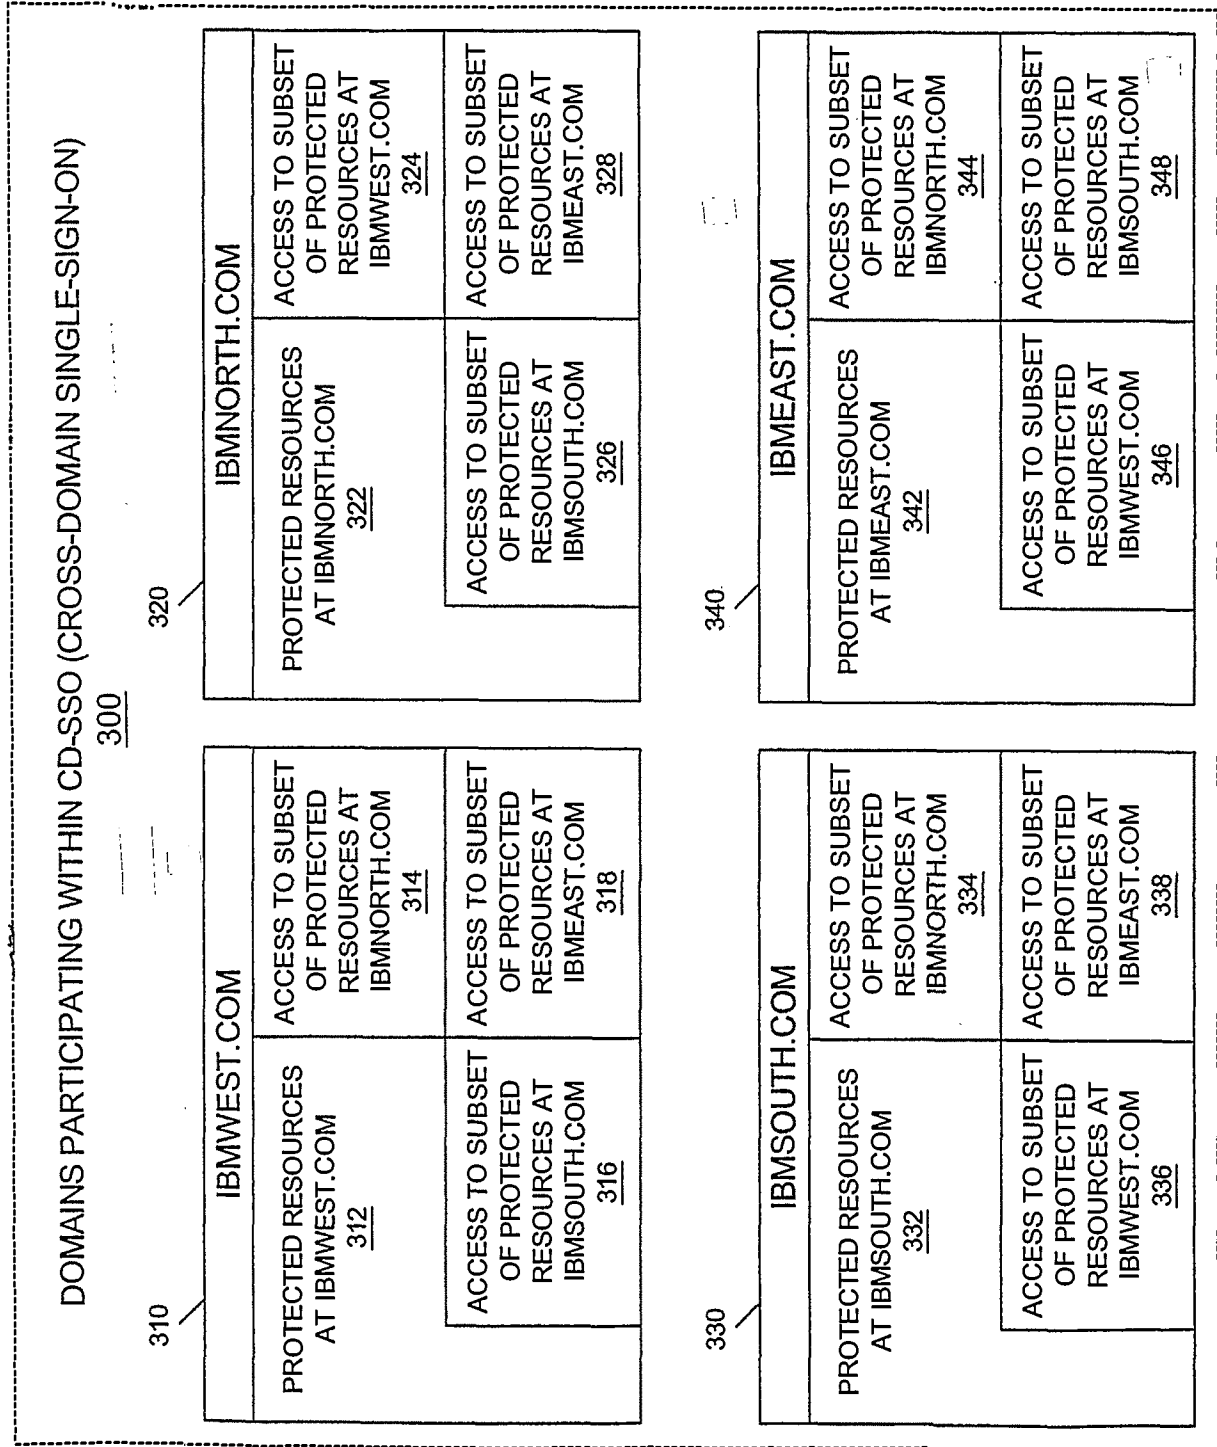 DOMAINS PARTICIPATING WITHIN CD-SSO (CROSS-DOMAIN SINGLE-SIGN-ON)
300
310
IBMWEST.COM
PROTECTED RESOURCES
AT IBMWEST.COM
312
ACCESS TO SUBSET
OF PROTECTED
RESOURCES AT
IBMNORTH.COM
314
ACCESS TO SUBSET
OF PROTECTED
RESOURCES AT
IBMSOUTH.COM
316
ACCESS TO SUBSET
OF PROTECTED
RESOURCES AT
IBMEAST.COM
318
320
IBMNORTH.COM
PROTECTED RESOURCES
AT IBMNORTH.COM
322
ACCESS TO SUBSET
OF PROTECTED
RESOURCES AT
IBMWEST.COM
324
ACCESS TO SUBSET
OF PROTECTED
RESOURCES AT
IBMSOUTH.COM
326
ACCESS TO SUBSET
OF PROTECTED
RESOURCES AT
IBMEAST.COM
328
330
IBMSOUTH.COM
PROTECTED RESOURCES
AT IBMSOUTH.COM
332
ACCESS TO SUBSET
OF PROTECTED
RESOURCES AT
IBMNORTH.COM
334
ACCESS TO SUBSET
OF PROTECTED
RESOURCES AT
IBMWEST.COM
336
ACCESS TO SUBSET
OF PROTECTED
RESOURCES AT
IBMEAST.COM
338
340
IBMEAST.COM
PROTECTED RESOURCES
AT IBMEAST.COM
342
ACCESS TO SUBSET
OF PROTECTED
RESOURCES AT
IBMNORTH.COM
344
ACCESS TO SUBSET
OF PROTECTED
RESOURCES AT
IBMWEST.COM
346
ACCESS TO SUBSET
OF PROTECTED
RESOURCES AT
IBMSOUTH.COM
348